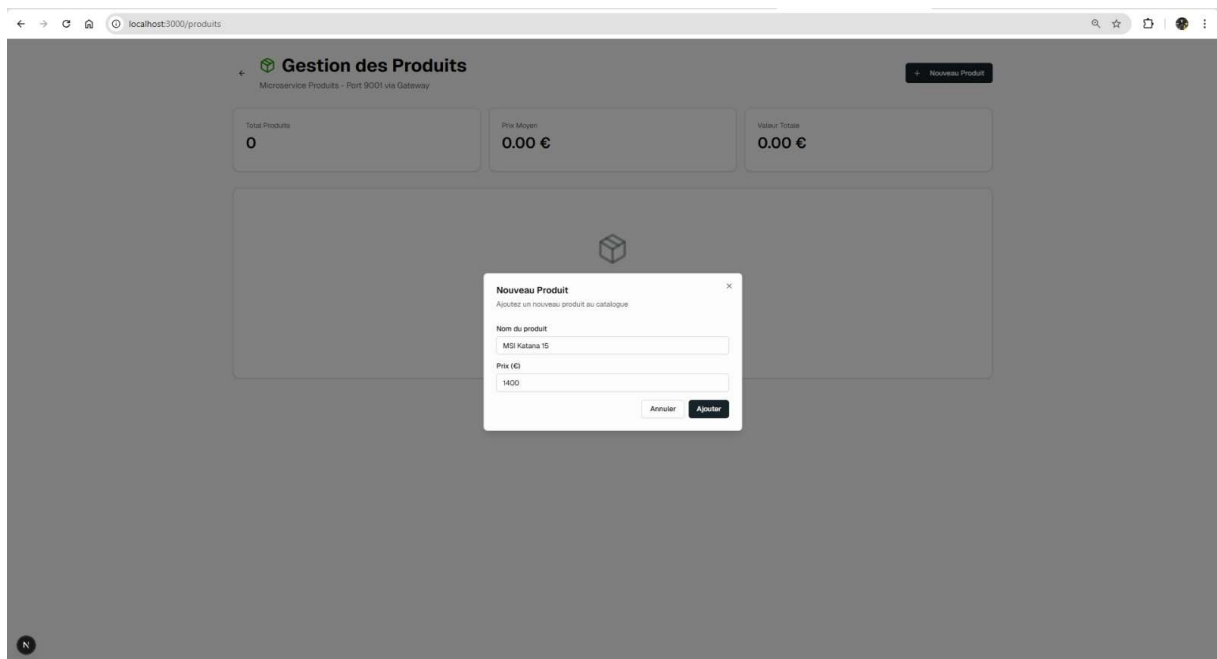 localhost:3000/produits
Gestion des Produits
Microservice Produits - Port 9001 via Gateway
+ Nouveau Produit
Total Produits
0
Prix Moyen
0.00 €
Valeur Totale
0.00 €
Nouveau Produit
Ajoutez un nouveau produit au catalogue
Nom du produit
MSI Katana 15
Prix (€)
1400
Annuler
Ajouter
N